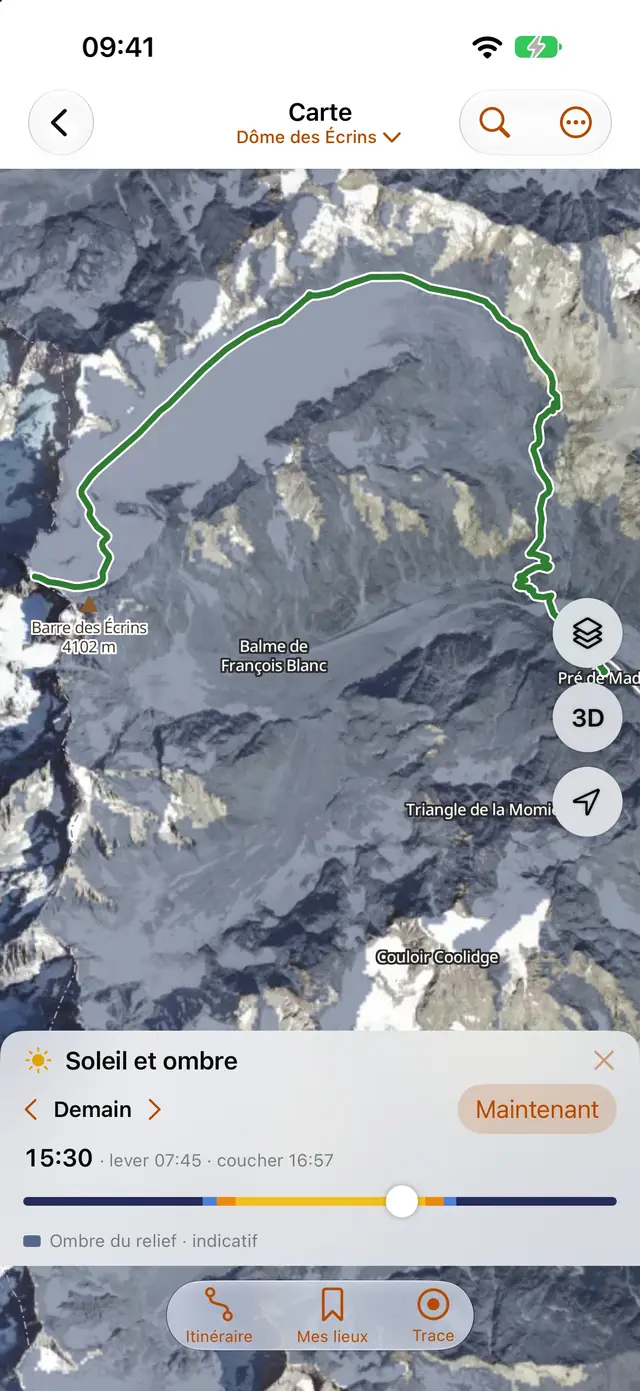 09:41
Carte
Dôme des Écrins
Barre des Écrins
4102 m
Balme de
François Blanc
Pré de Mad
3D
Triangle de la Momie
Couloir Coolidge
Soleil et ombre
Demain
Maintenant
15:30 · lever 07:45 · coucher 16:57
Ombre du relief · indicatif
Itinéraire
Mes lieux
Trace